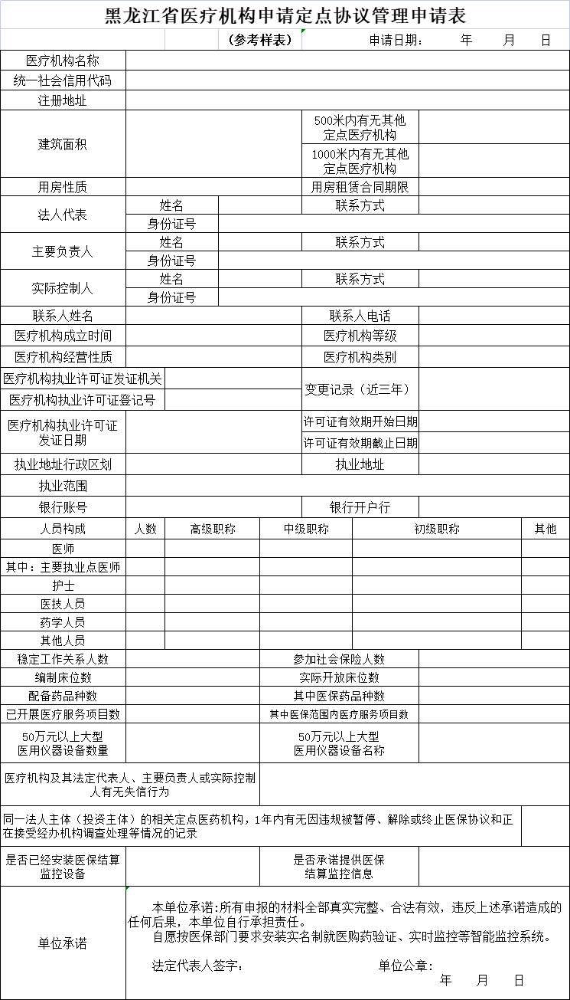 黑龙江省医疗机构申请定点协议管理申请表
（参考样表） 申请日期： 年 月 日
医疗机构名称
统一社会信用代码
注册地址
建筑面积
500米内有无其他
定点医疗机构
1000米内有无其他
定点医疗机构
用房性质 用房租赁合同期限
法人代表 姓名 联系方式
身份证号
主要负责人 姓名 联系方式
身份证号
实际控制人 姓名 联系方式
身份证号
联系人姓名 联系人电话
医疗机构成立时间 医疗机构等级
医疗机构经营性质 医疗机构类别
医疗机构执业许可证发证机关 变更记录（近三年）
医疗机构执业许可证登记号
医疗机构执业许可证
发证日期
许可证有效期开始日期
许可证有效期截止日期
执业地址行政区划 执业地址
执业范围
银行账号 银行开户行
人员构成 人数 高级职称 中级职称 初级职称 其他
医师
其中：主要执业点医师
护士
医技人员
药学人员
其他人员
稳定工作关系人数 参加社会保险人数
编制床位数 实际开放床位数
配备药品种数 其中医保药品种数
已开展医疗服务项目数 其中医保范围内医疗服务项目数
50万元以上大型
医用仪器设备数量
50万元以上大型
医用仪器设备名称
医疗机构及其法定代表人、主要负责人或实际控制
人有无失信行为
同一法人主体（投资主体）的相关定点医药机构，1年内有无因违规被暂停、解除或终止医保协议和正
在接受经办机构调查处理等情况的记录
是否已经安装医保结算
监控设备
是否承诺提供医保
结算监控信息
单位承诺
本单位承诺:所有申报的材料全部真实完整、合法有效，违反上述承诺造成的
任何后果，本单位自行承担责任。
自愿按医保部门要求安装实名制就医购药验证、实时监控等智能监控系统。
法定代表人签字： 单位公章：
年 月 日